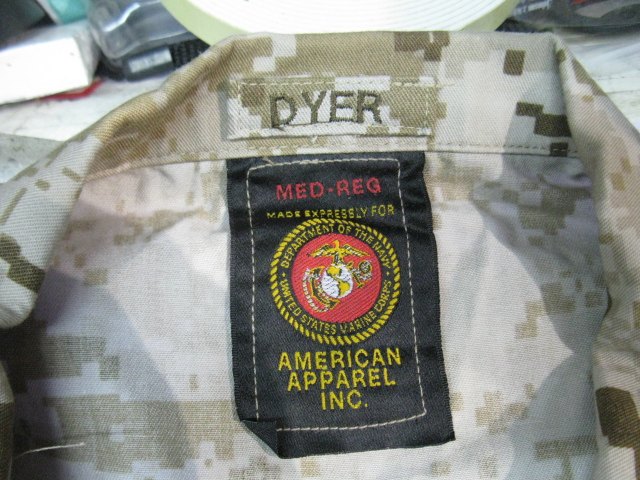 DYER
MED-REG
MADE EXPRESSLY FOR
DEPARTMENT OF THE NAVY
UNITED STATES MARINE CORPS
AMERICAN
APPAREL
INC.